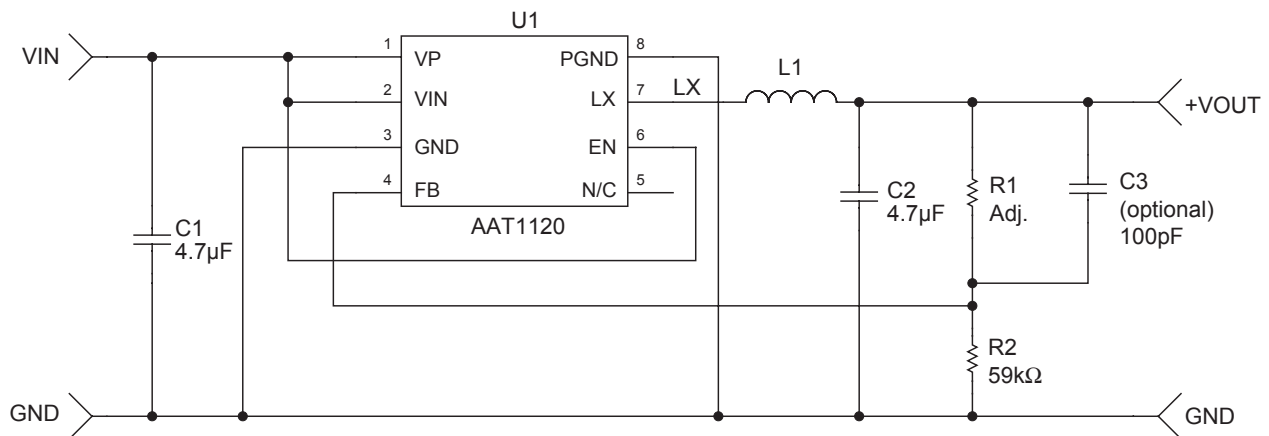 U1
VIN
1
VP
PGND
8
2
VIN
LX
7
LX
L1
+VOUT
3
GND
EN
6
4
FB
N/C
5
AAT1120
C1
4.7µF
C2
4.7µF
R1
Adj.
C3
(optional)
100pF
R2
59kΩ
GND
GND